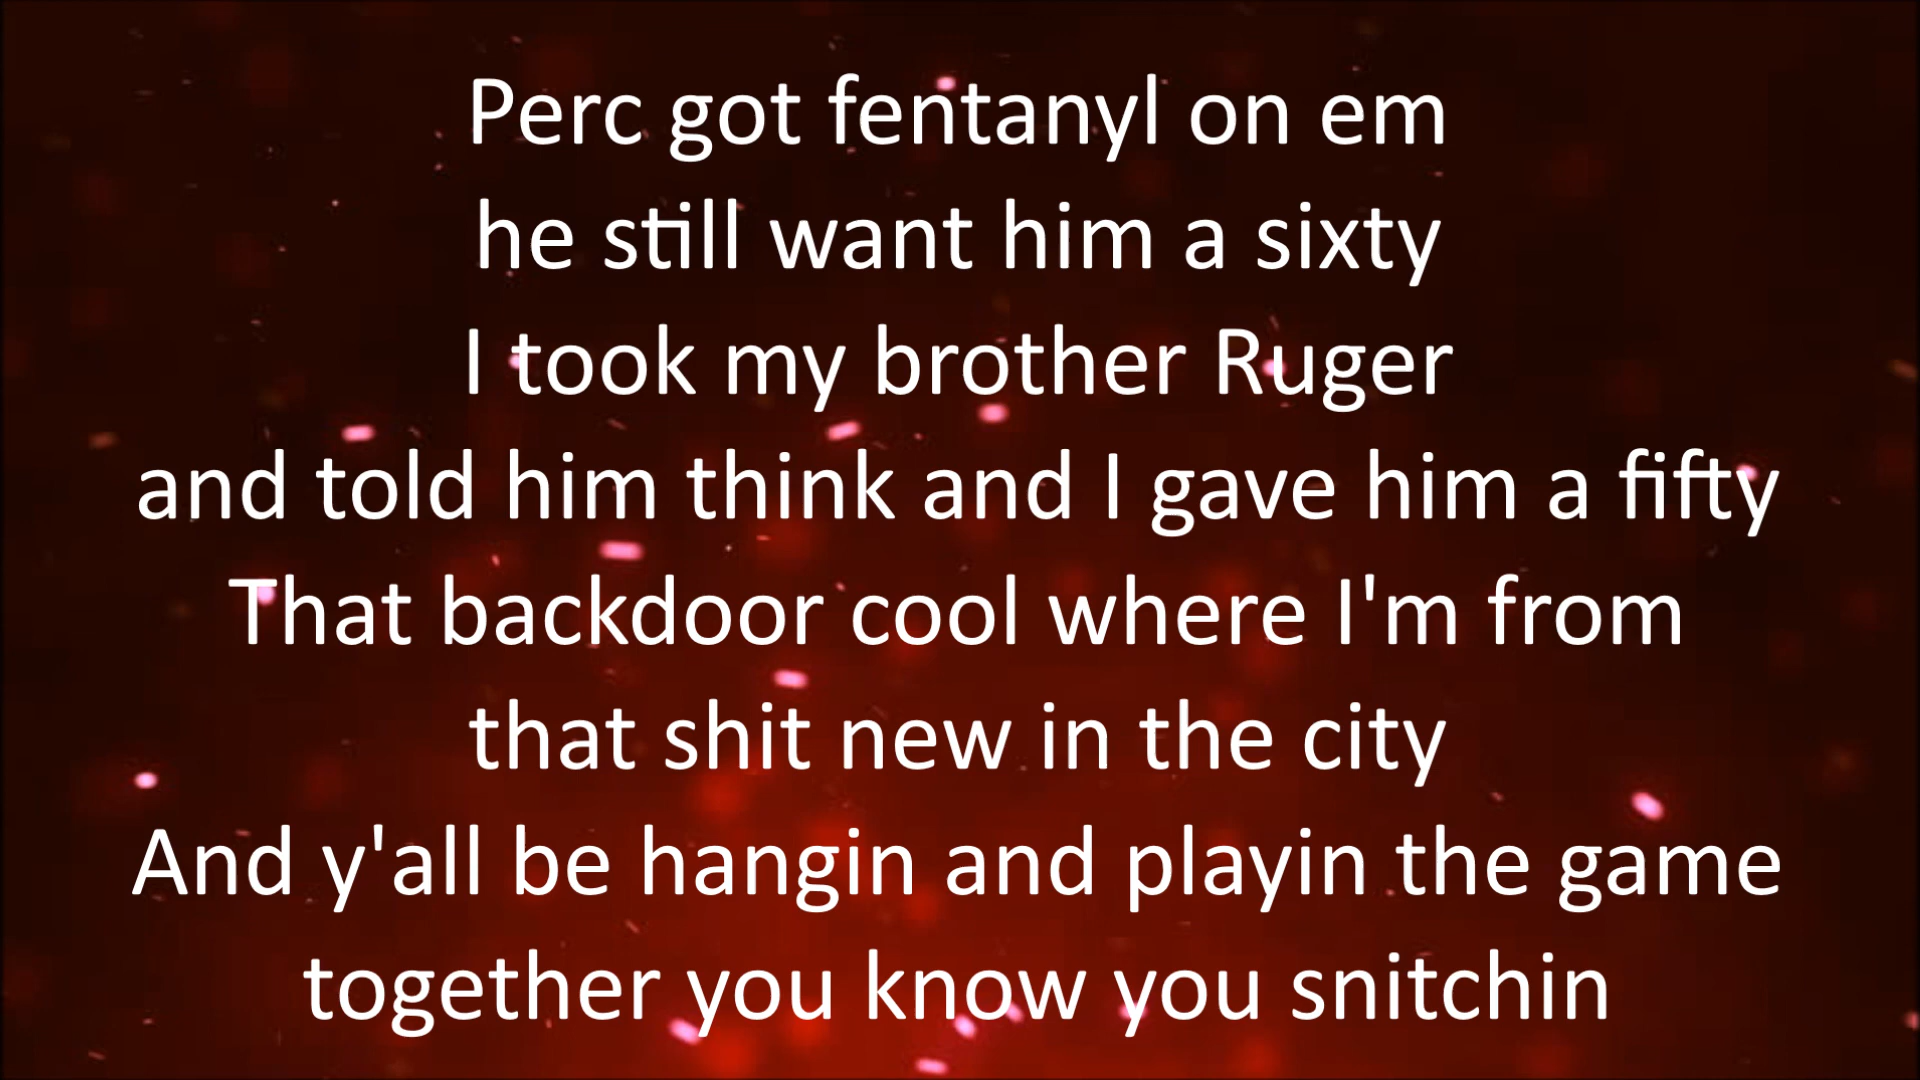 Perc got fentanyl on em
he still want him a sixty
I took my brother Ruger
and told him think and I gave him a fifty
That backdoor cool where I'm from
that shit new in the city
And y'all be hangin and playin the game
together you know you snitchin